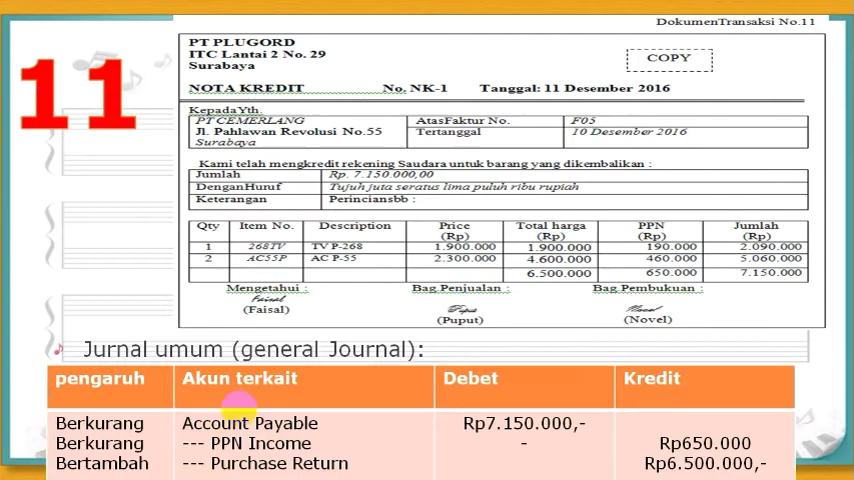 DokumenTransaksi No.11
11
PT PLUGORD
ITC Lantai 2 No. 29
Surabaya
COPY
NOTA KREDIT No. NK-1 Tanggal: 11 Desember 2016
KepadaYth.
PT CEMERLANG AtasFaktur No. F05
Jl. Pahlawan Revolusi No.55 Tertanggal 10 Desember 2016
Surabaya
Kami telah mengkredit rekening Saudara untuk barang yang dikembalikan :
Jumlah Rp. 7.150.000,00
DenganHuruf Tujuh juta seratus lima puluh ribu rupiah
Keterangan Perinciansbb :
Qty Item No. Description Price Total harga PPN Jumlah
(Rp) (Rp) (Rp) (Rp)
1 268TV TV P-268 1.900.000 1.900.000 190.000 2.090.000
2 AC55P AC P-55 2.300.000 4.600.000 460.000 5.060.000
6.500.000 650.000 7.150.000
Mengetahui : Bag.Penjualan : Bag.Pembukuan :
Faisal Puput Novel
(Faisal) (Puput) (Novel)
Jurnal umum (general Journal):
pengaruh Akun terkait Debet Kredit
Berkurang Account Payable Rp7.150.000,-
Berkurang --- PPN Income - Rp650.000
Bertambah --- Purchase Return Rp6.500.000,-